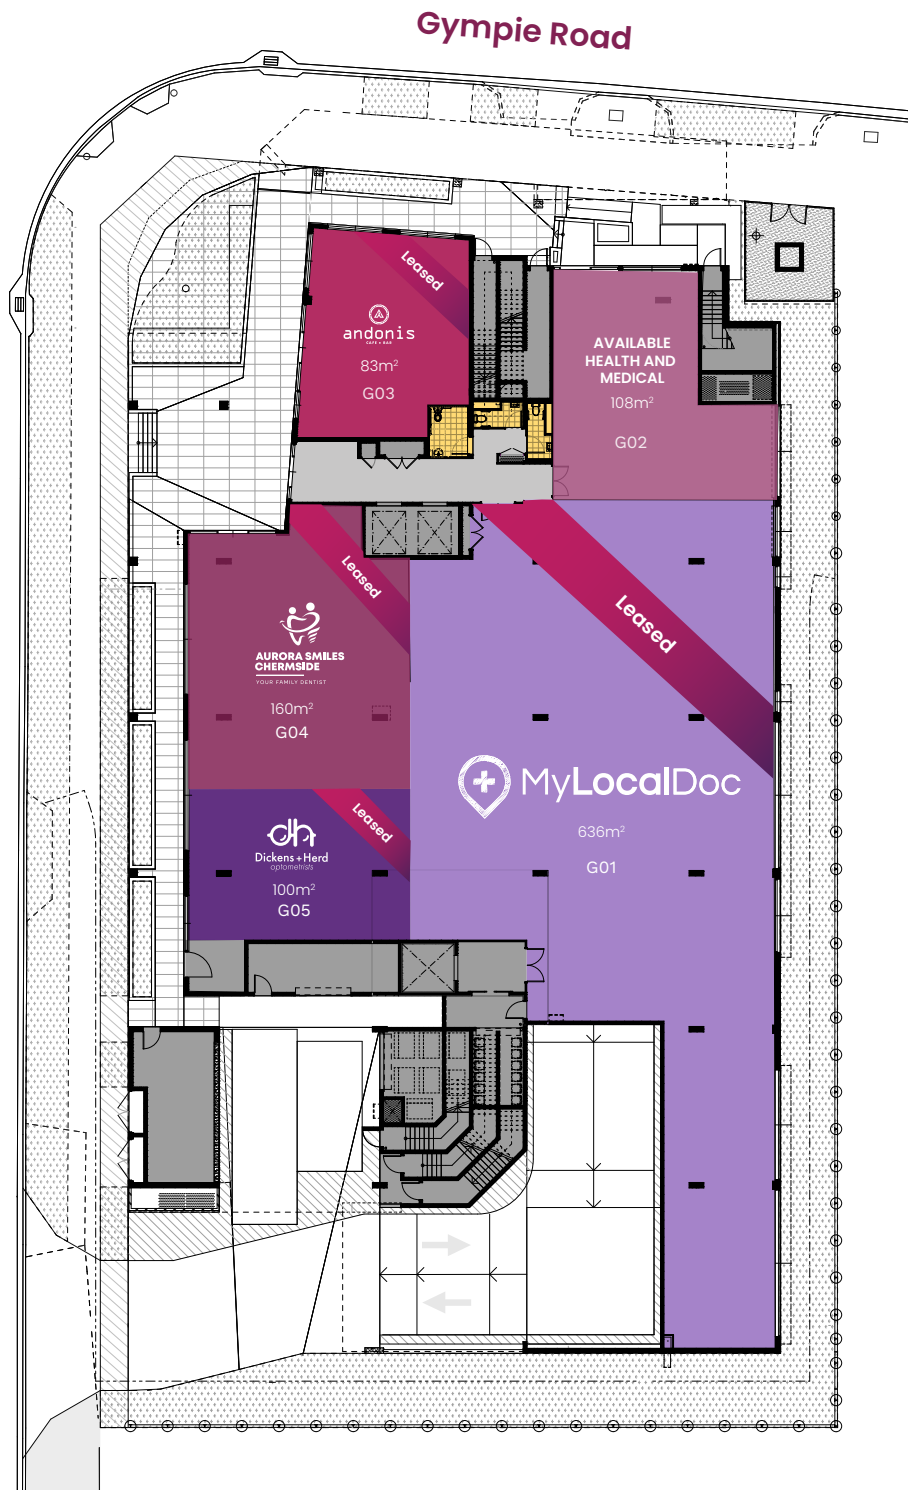 Gympie Road
Leased
andonis
CAFE + BAR
83m²
G03
AVAILABLE
HEALTH AND
MEDICAL
108m²
G02
Leased
AURORA SMILES
CHERMSIDE
YOUR FAMILY DENTIST
160m²
G04
Leased
MyLocalDoc
636m²
G01
Leased
dh
Dickens+Herd
optometrists
100m²
G05